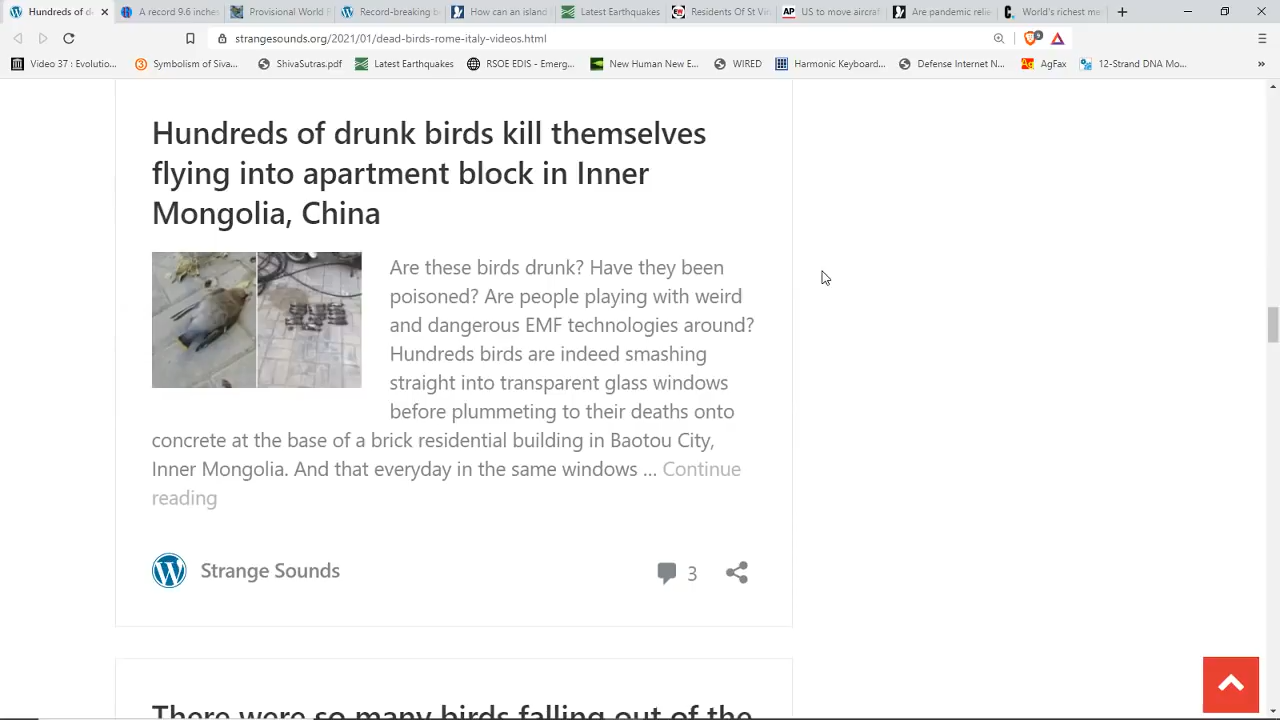 Hundreds of d
A record 9.6 inches
Provisional World F
Record-breaking b
How can an island
Latest Earthquakes
Residents Of St Vin
AP
US to move aircraf
Are pandemic relie
World's richest me
strangesounds.org/2021/01/dead-birds-rome-italy-videos.html
Video 37 : Evolutio...
Symbolism of Siva...
ShivaSutras.pdf
Latest Earthquakes
RSOE EDIS - Emerg...
New Human New E...
WIRED
Harmonic Keyboard...
Defense Internet N...
Ag
AgFax
12-Strand DNA Mo...
»
Hundreds of drunk birds kill themselves
flying into apartment block in Inner
Mongolia, China
Are these birds drunk? Have they been
poisoned? Are people playing with weird
and dangerous EMF technologies around?
Hundreds birds are indeed smashing
straight into transparent glass windows
before plummeting to their deaths onto
concrete at the base of a brick residential building in Baotou City,
Inner Mongolia. And that everyday in the same windows … Continue
reading
Strange Sounds
3
There were so many birds falling out of the